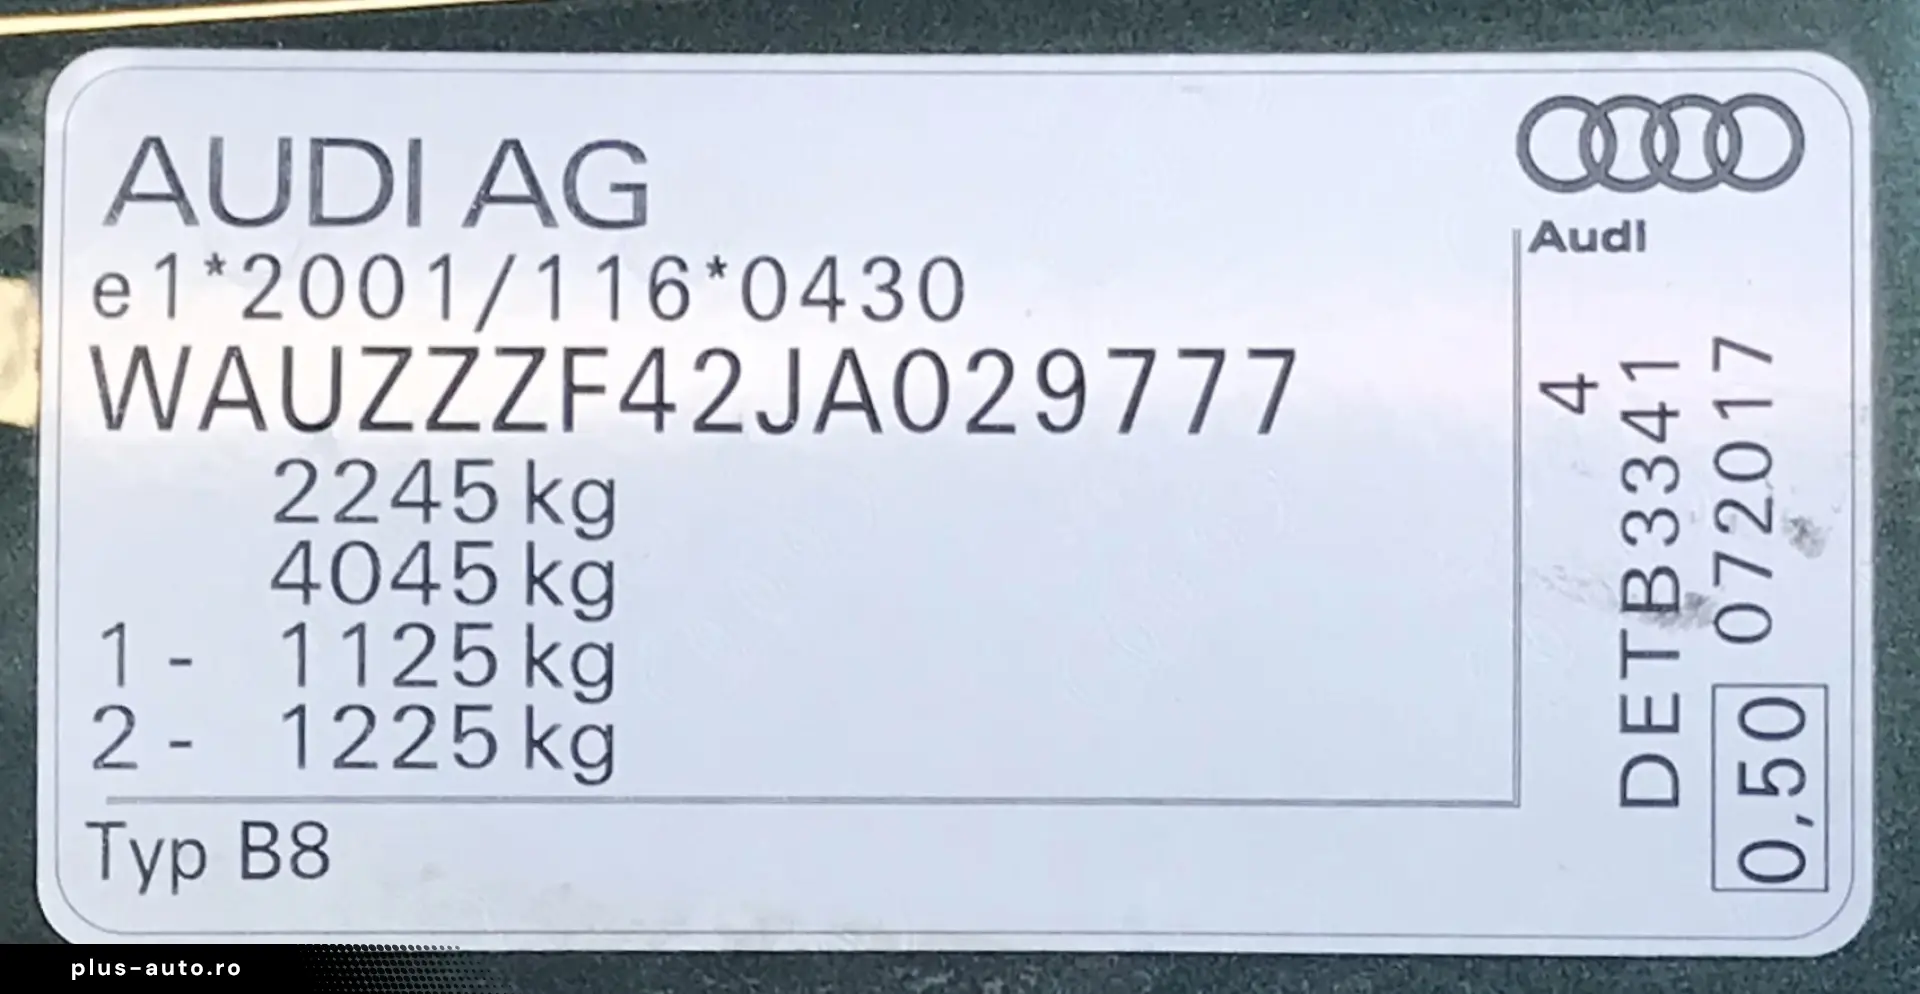 AUDI AG
e1*2001/116*0430
WAUZZZF42JA029777
2245 kg
4045 kg
1 - 1125 kg
2 - 1225 kg
Typ B8
Audi
4
DETB3341
0,50 072017
plus-auto.ro